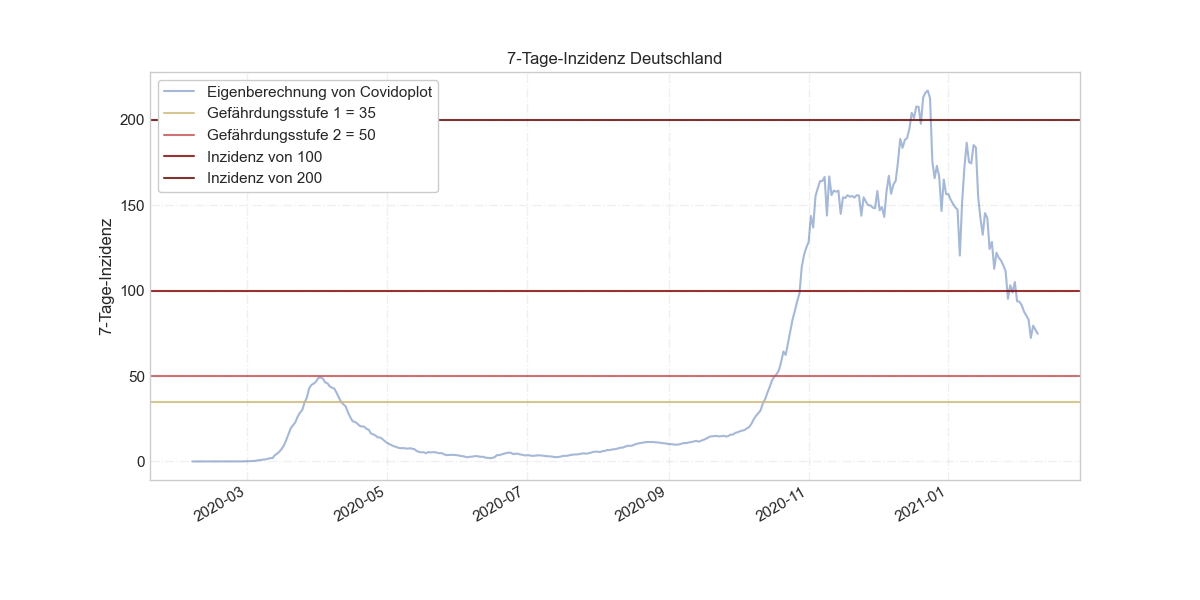 7-Tage-Inzidenz Deutschland
Eigenberechnung von Covidoplot
Gefährdungsstufe 1 = 35
Gefährdungsstufe 2 = 50
Inzidenz von 100
Inzidenz von 200
7-Tage-Inzidenz
200
150
100
50
0
2020-03
2020-05
2020-07
2020-09
2020-11
2021-01